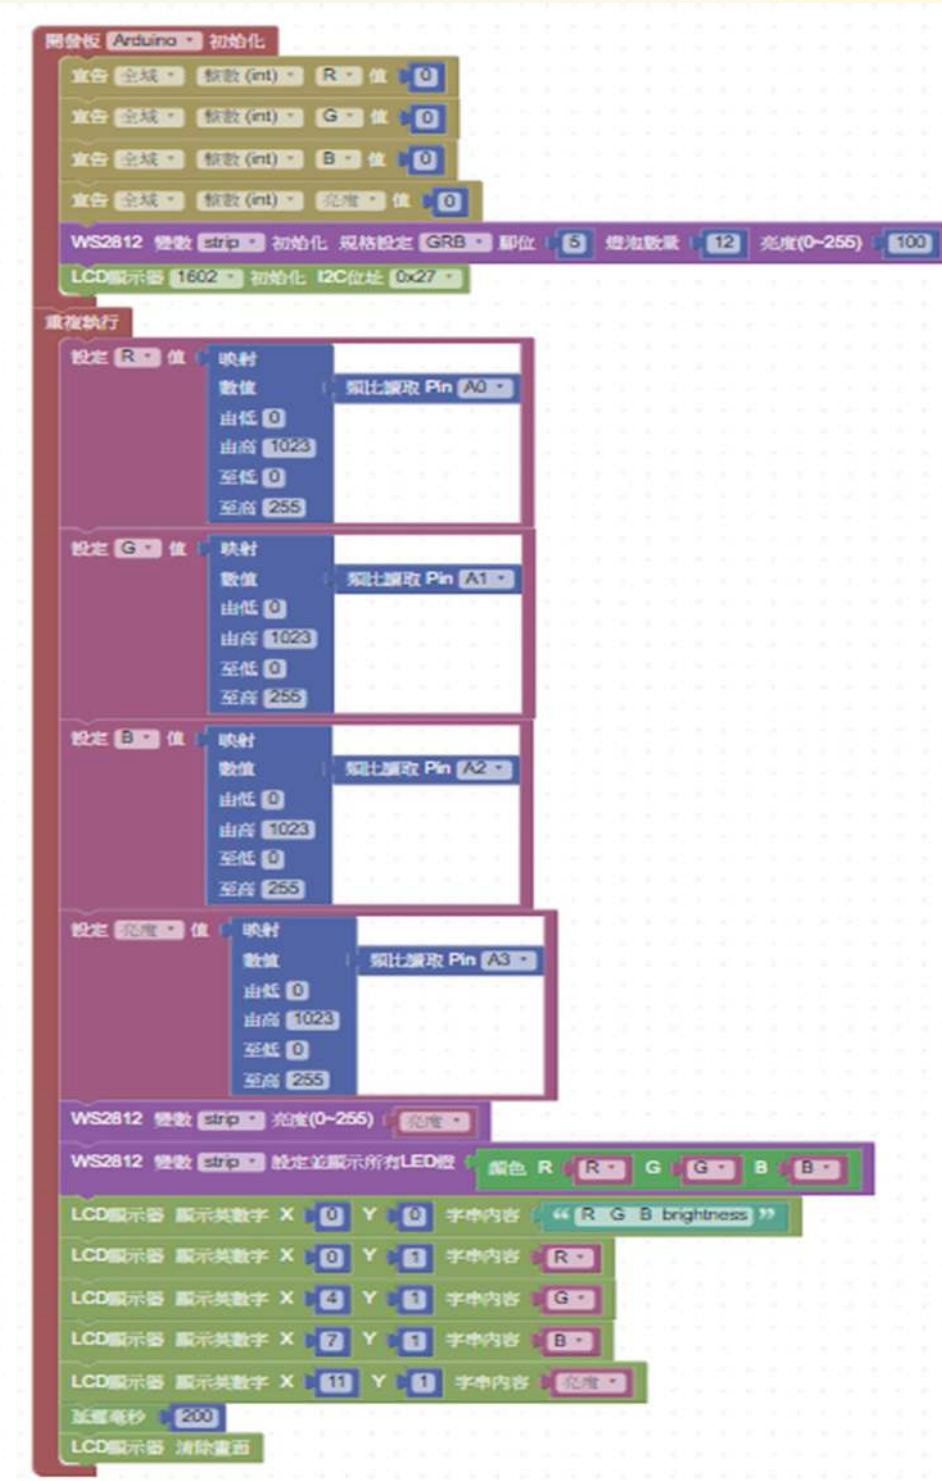 開發板 Arduino 初始化
宣告 全域 整數 (int) R 值 0
宣告 全域 整數 (int) G 值 0
宣告 全域 整數 (int) B 值 0
宣告 全域 整數 (int) 亮度 值 0
WS2812 變數 strip 初始化 規格設定 GRB 腳位 5 燈泡數量 12 亮度(0~255) 100
LCD顯示器 1602 初始化 I2C位址 0x27
重複執行
設定 R 值 映射
數值 類比讀取 Pin A0
由低 0
由高 1023
至低 0
至高 255
設定 G 值 映射
數值 類比讀取 Pin A1
由低 0
由高 1023
至低 0
至高 255
設定 B 值 映射
數值 類比讀取 Pin A2
由低 0
由高 1023
至低 0
至高 255
設定 亮度 值 映射
數值 類比讀取 Pin A3
由低 0
由高 1023
至低 0
至高 255
WS2812 變數 strip 亮度(0~255) 亮度
WS2812 變數 strip 設定並顯示所有LED燈 顏色 R R G G B B
LCD顯示器 顯示英數字 X 0 Y 0 字串內容 “ R G B brightness ”
LCD顯示器 顯示英數字 X 0 Y 1 字串內容 R
LCD顯示器 顯示英數字 X 4 Y 1 字串內容 G
LCD顯示器 顯示英數字 X 7 Y 1 字串內容 B
LCD顯示器 顯示英數字 X 11 Y 1 字串內容 亮度
延遲毫秒 200
LCD顯示器 清除畫面